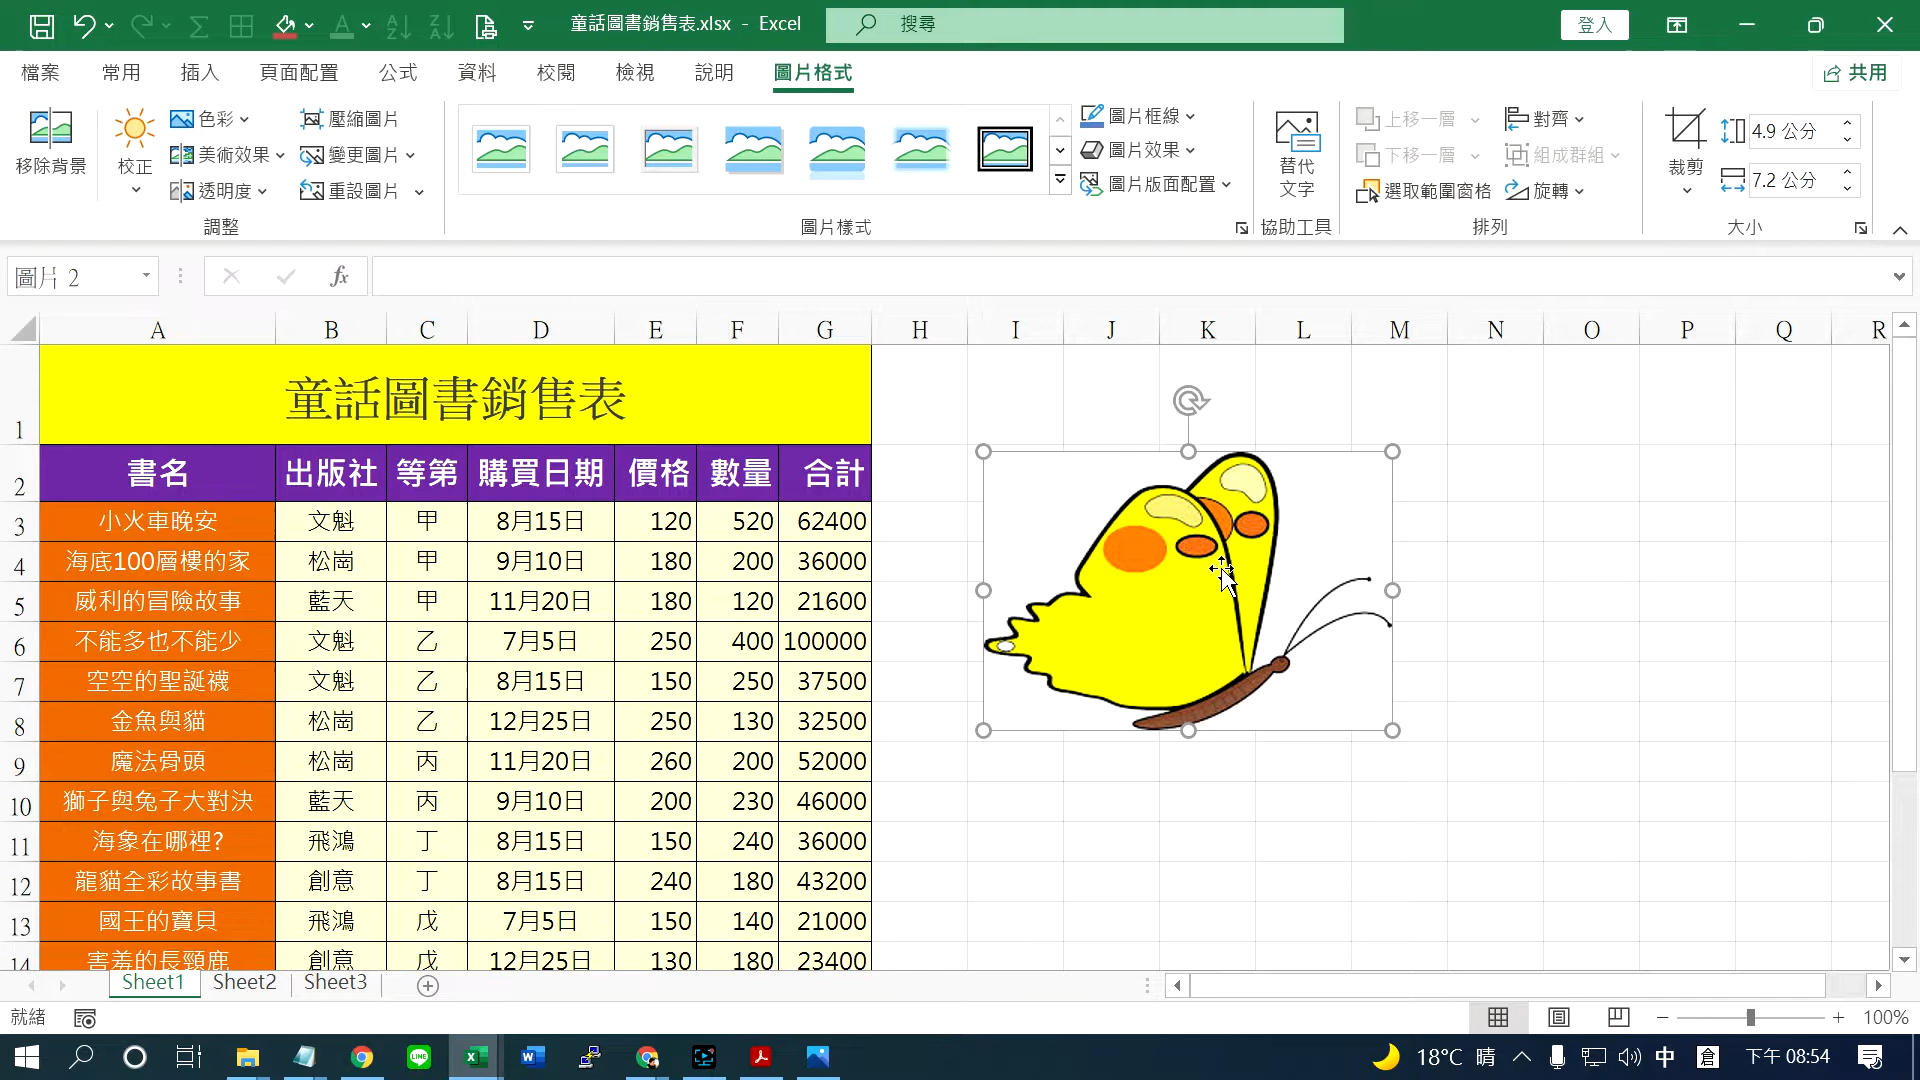 童話圖書銷售表.xlsx - Excel
搜尋
登入
檔案 常用 插入 頁面配置 公式 資料 校閱 檢視 說明 圖片格式 共用
移除背景
校正
色彩
美術效果
透明度
壓縮圖片
變更圖片
重設圖片
調整
圖片框線
圖片效果
圖片版面配置
圖片樣式
替代
文字
協助工具
上移一層
下移一層
選取範圍窗格
對齊
組成群組
旋轉
排列
裁剪
4.9 公分
7.2 公分
大小
圖片 2
fx
A B C D E F G H I J K L M N O P Q R
1 童話圖書銷售表
2 書名 出版社 等第 購買日期 價格 數量 合計
3 小火車晚安 文魁 甲 8月15日 120 520 62400
4 海底100層樓的家 松崗 甲 9月10日 180 200 36000
5 威利的冒險故事 藍天 甲 11月20日 180 120 21600
6 不能多也不能少 文魁 乙 7月5日 250 400 100000
7 空空的聖誕襪 文魁 乙 8月15日 150 250 37500
8 金魚與貓 松崗 乙 12月25日 250 130 32500
9 魔法骨頭 松崗 丙 11月20日 260 200 52000
10 獅子與兔子大對決 藍天 丙 9月10日 200 230 46000
11 海象在哪裡? 飛鴻 丁 8月15日 150 240 36000
12 龍貓全彩故事書 創意 丁 8月15日 240 180 43200
13 國王的寶貝 飛鴻 戊 7月5日 150 140 21000
14 害羞的長頸鹿 創意 戊 12月25日 130 180 23400
Sheet1 Sheet2 Sheet3
就緒
100%
18°C 晴
中
倉
下午 08:54